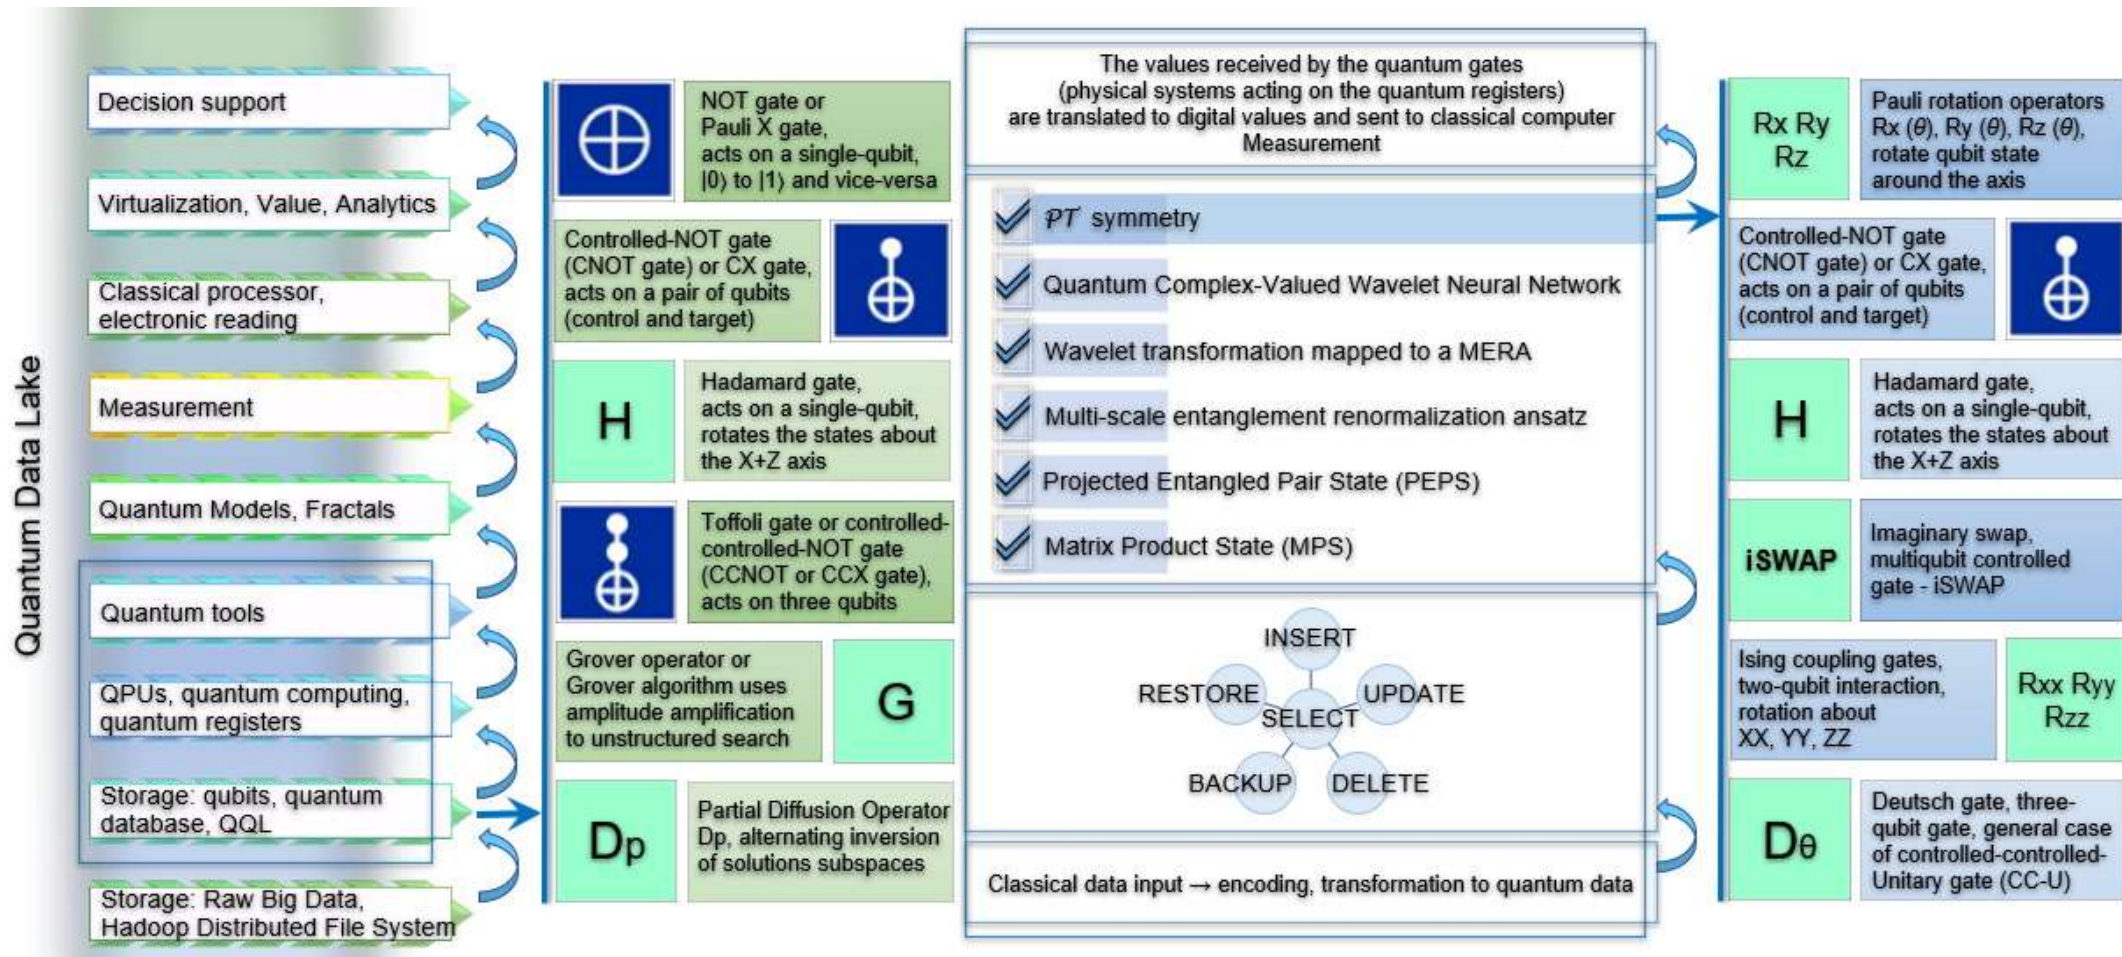 Quantum Data Lake
Decision support
Virtualization, Value, Analytics
Classical processor,
electronic reading
Measurement
Quantum Models, Fractals
Quantum tools
QPUs, quantum computing,
quantum registers
Storage: qubits, quantum
database, QQL
Storage: Raw Big Data,
Hadoop Distributed File System
NOT gate or
Pauli X gate,
acts on a single-qubit,
|0⟩ to |1⟩ and vice-versa
Controlled-NOT gate
(CNOT gate) or CX gate,
acts on a pair of qubits
(control and target)
H
Hadamard gate,
acts on a single-qubit,
rotates the states about
the X+Z axis
Toffoli gate or controlled-
controlled-NOT gate
(CCNOT or CCX gate),
acts on three qubits
Grover operator or
Grover algorithm uses
amplitude amplification
to unstructured search
G
Dp
Partial Diffusion Operator
Dp, alternating inversion
of solutions subspaces
The values received by the quantum gates
(physical systems acting on the quantum registers)
are translated to digital values and sent to classical computer
Measurement
𝒫𝒯 symmetry
Quantum Complex-Valued Wavelet Neural Network
Wavelet transformation mapped to a MERA
Multi-scale entanglement renormalization ansatz
Projected Entangled Pair State (PEPS)
Matrix Product State (MPS)
INSERT
RESTORE
UPDATE
SELECT
BACKUP
DELETE
Classical data input → encoding, transformation to quantum data
Rx Ry
Rz
Pauli rotation operators
Rx (θ), Ry (θ), Rz (θ),
rotate qubit state
around the axis
Controlled-NOT gate
(CNOT gate) or CX gate,
acts on a pair of qubits
(control and target)
H
Hadamard gate,
acts on a single-qubit,
rotates the states about
the X+Z axis
iSWAP
Imaginary swap,
multiqubit controlled
gate - iSWAP
Ising coupling gates,
two-qubit interaction,
rotation about
XX, YY, ZZ
Rxx Ryy
Rzz
Dθ
Deutsch gate, three-
qubit gate, general case
of controlled-controlled-
Unitary gate (CC-U)